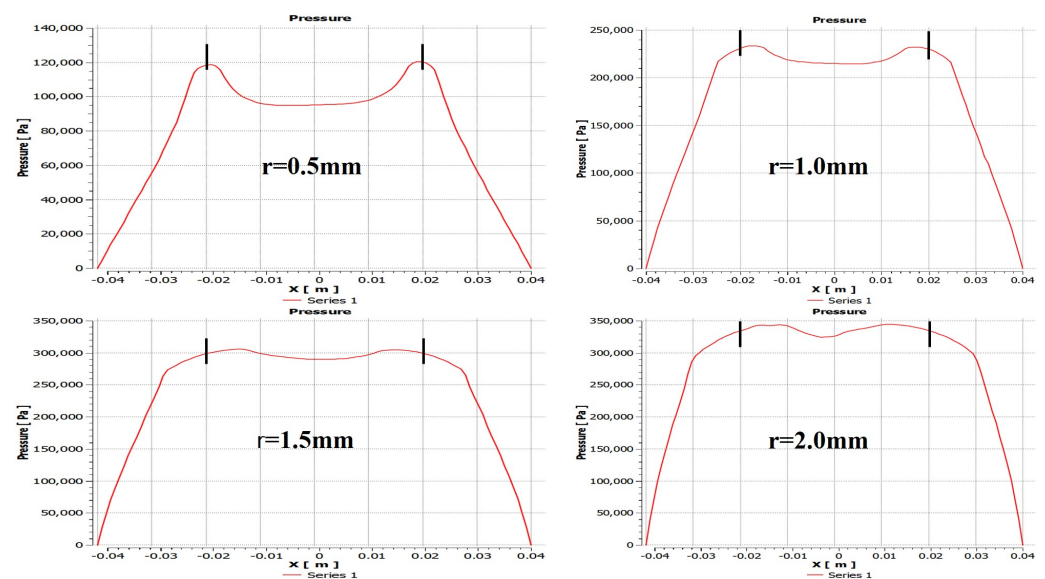 Pressure
140,000
120,000
100,000
80,000
60,000
40,000
20,000
0
Pressure [ Pa ]
r=0.5mm
-0.04 -0.03 -0.02 -0.01 0 0.01 0.02 0.03 0.04
X [ m ]
Series 1
Pressure
250,000
200,000
150,000
100,000
50,000
0
Pressure [ Pa ]
r=1.0mm
-0.04 -0.03 -0.02 -0.01 0 0.01 0.02 0.03 0.04
X [ m ]
Series 1
Pressure
350,000
300,000
250,000
200,000
150,000
100,000
50,000
0
Pressure [ Pa ]
r=1.5mm
-0.04 -0.03 -0.02 -0.01 0 0.01 0.02 0.03 0.04
X [ m ]
Series 1
Pressure
350,000
300,000
250,000
200,000
150,000
100,000
50,000
0
Pressure [ Pa ]
r=2.0mm
-0.04 -0.03 -0.02 -0.01 0 0.01 0.02 0.03 0.04
X [ m ]
Series 1